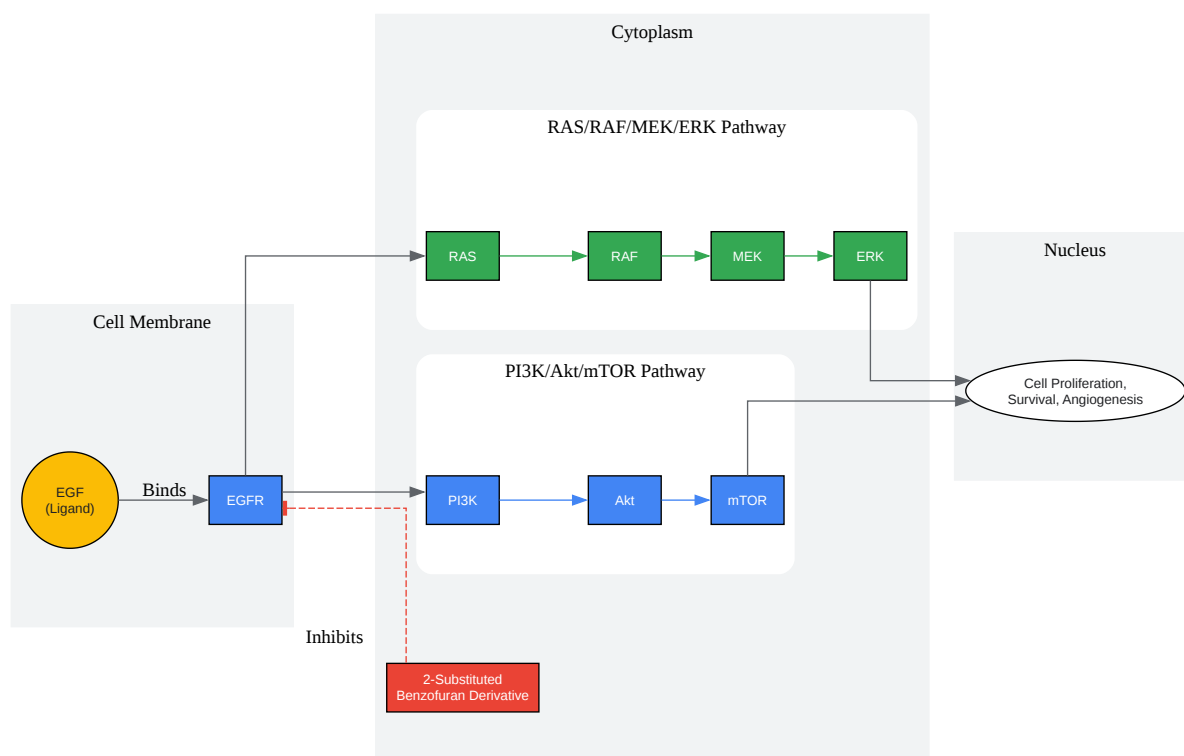 Cytoplasm
RAS/RAF/MEK/ERK Pathway
RAS
RAF
MEK
ERK
Nucleus
Cell Proliferation,
Survival, Angiogenesis
Cell Membrane
PI3K/Akt/mTOR Pathway
EGF
(Ligand)
Binds
EGFR
PI3K
Akt
mTOR
Inhibits
2-Substituted
Benzofuran Derivative